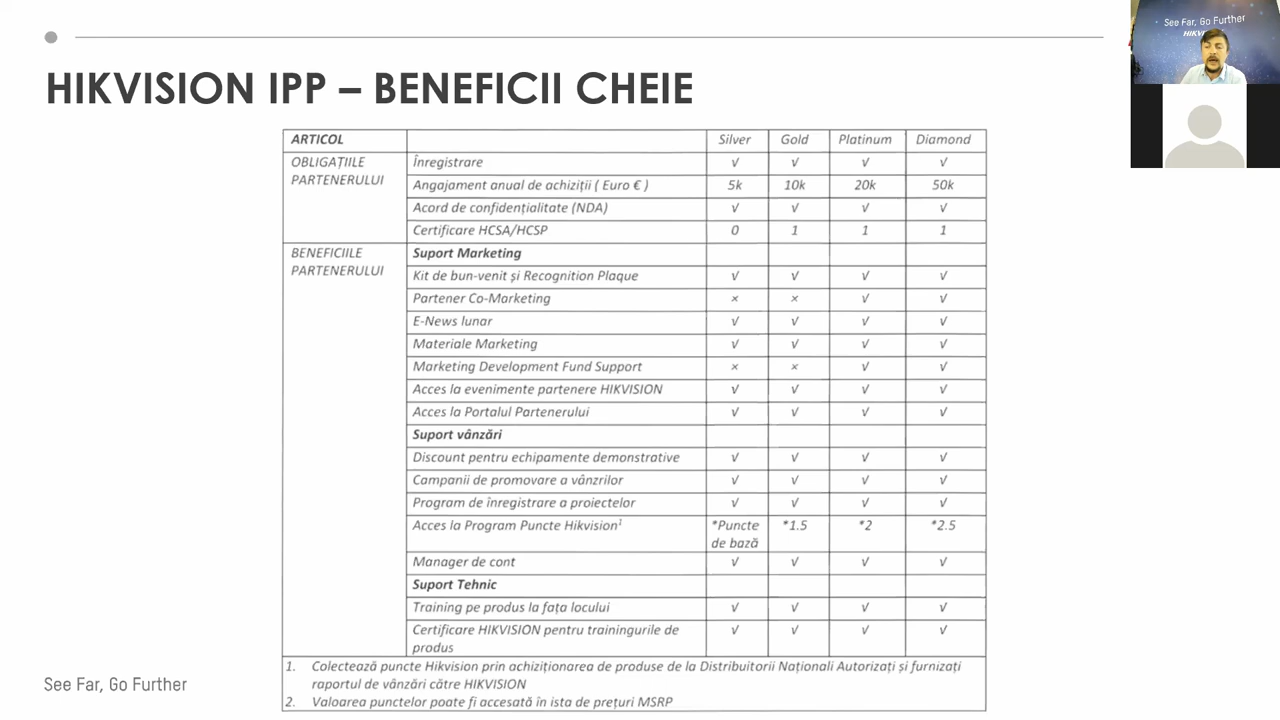 See Far, Go Further
HIKVISION IPP – BENEFICII CHEIE
ARTICOL Silver Gold Platinum Diamond
OBLIGAȚIILE PARTENERULUI Înregistrare √ √ √ √
Angajament anual de achiziții ( Euro € ) 5k 10k 20k 50k
Acord de confidențialitate (NDA) √ √ √ √
Certificare HCSA/HCSP 0 1 1 1
BENEFICIILE PARTENERULUI Suport Marketing
Kit de bun-venit și Recognition Plaque √ √ √ √
Partener Co-Marketing × × √ √
E-News lunar √ √ √ √
Materiale Marketing √ √ √ √
Marketing Development Fund Support × × √ √
Acces la evenimente partenere HIKVISION √ √ √ √
Acces la Portalul Partenerului √ √ √ √
Suport vânzări
Discount pentru echipamente demonstrative √ √ √ √
Campanii de promovare a vânzrilor √ √ √ √
Program de înregistrare a proiectelor √ √ √ √
Acces la Program Puncte Hikvision¹ *Puncte de bază *1.5 *2 *2.5
Manager de cont √ √ √ √
Suport Tehnic
Training pe produs la fața locului √ √ √ √
Certificare HIKVISION pentru trainingurile de produs √ √ √ √
1. Colectează puncte Hikvision prin achiziționarea de produse de la Distribuitorii Naționali Autorizați și furnizați
raportul de vânzări către HIKVISION
2. Valoarea punctelor poate fi accesată în ista de prețuri MSRP
See Far, Go Further